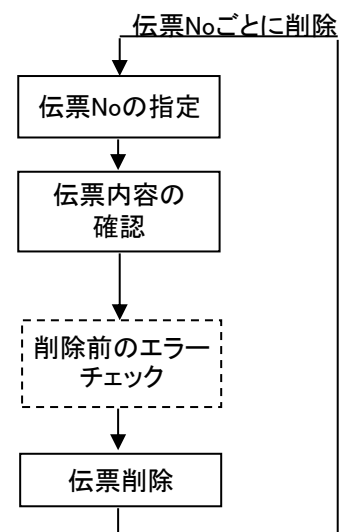 伝票Noごとに削除
伝票Noの指定
伝票内容の
確認
削除前のエラー
チェック
伝票削除